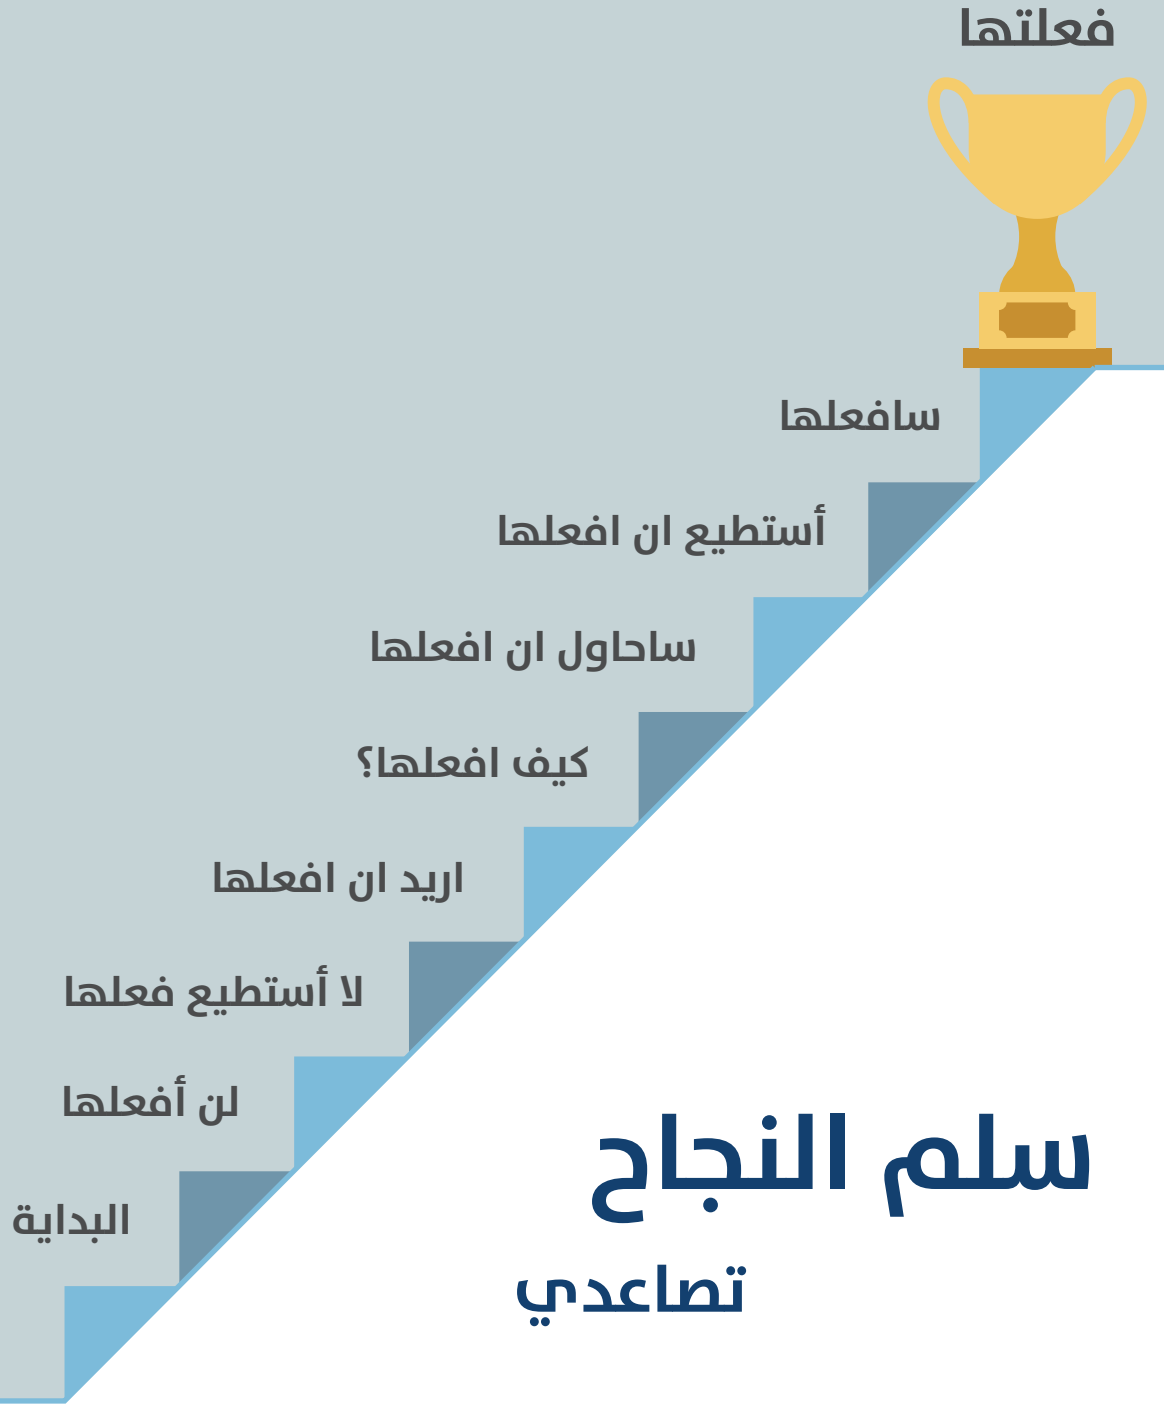 فعلتها
سافعلها
أستطيع ان افعلها
ساحاول ان افعلها
كيف افعلها؟
اريد ان افعلها
لا أستطيع فعلها
لن أفعلها
البداية
سلم النجاح
تصاعدي